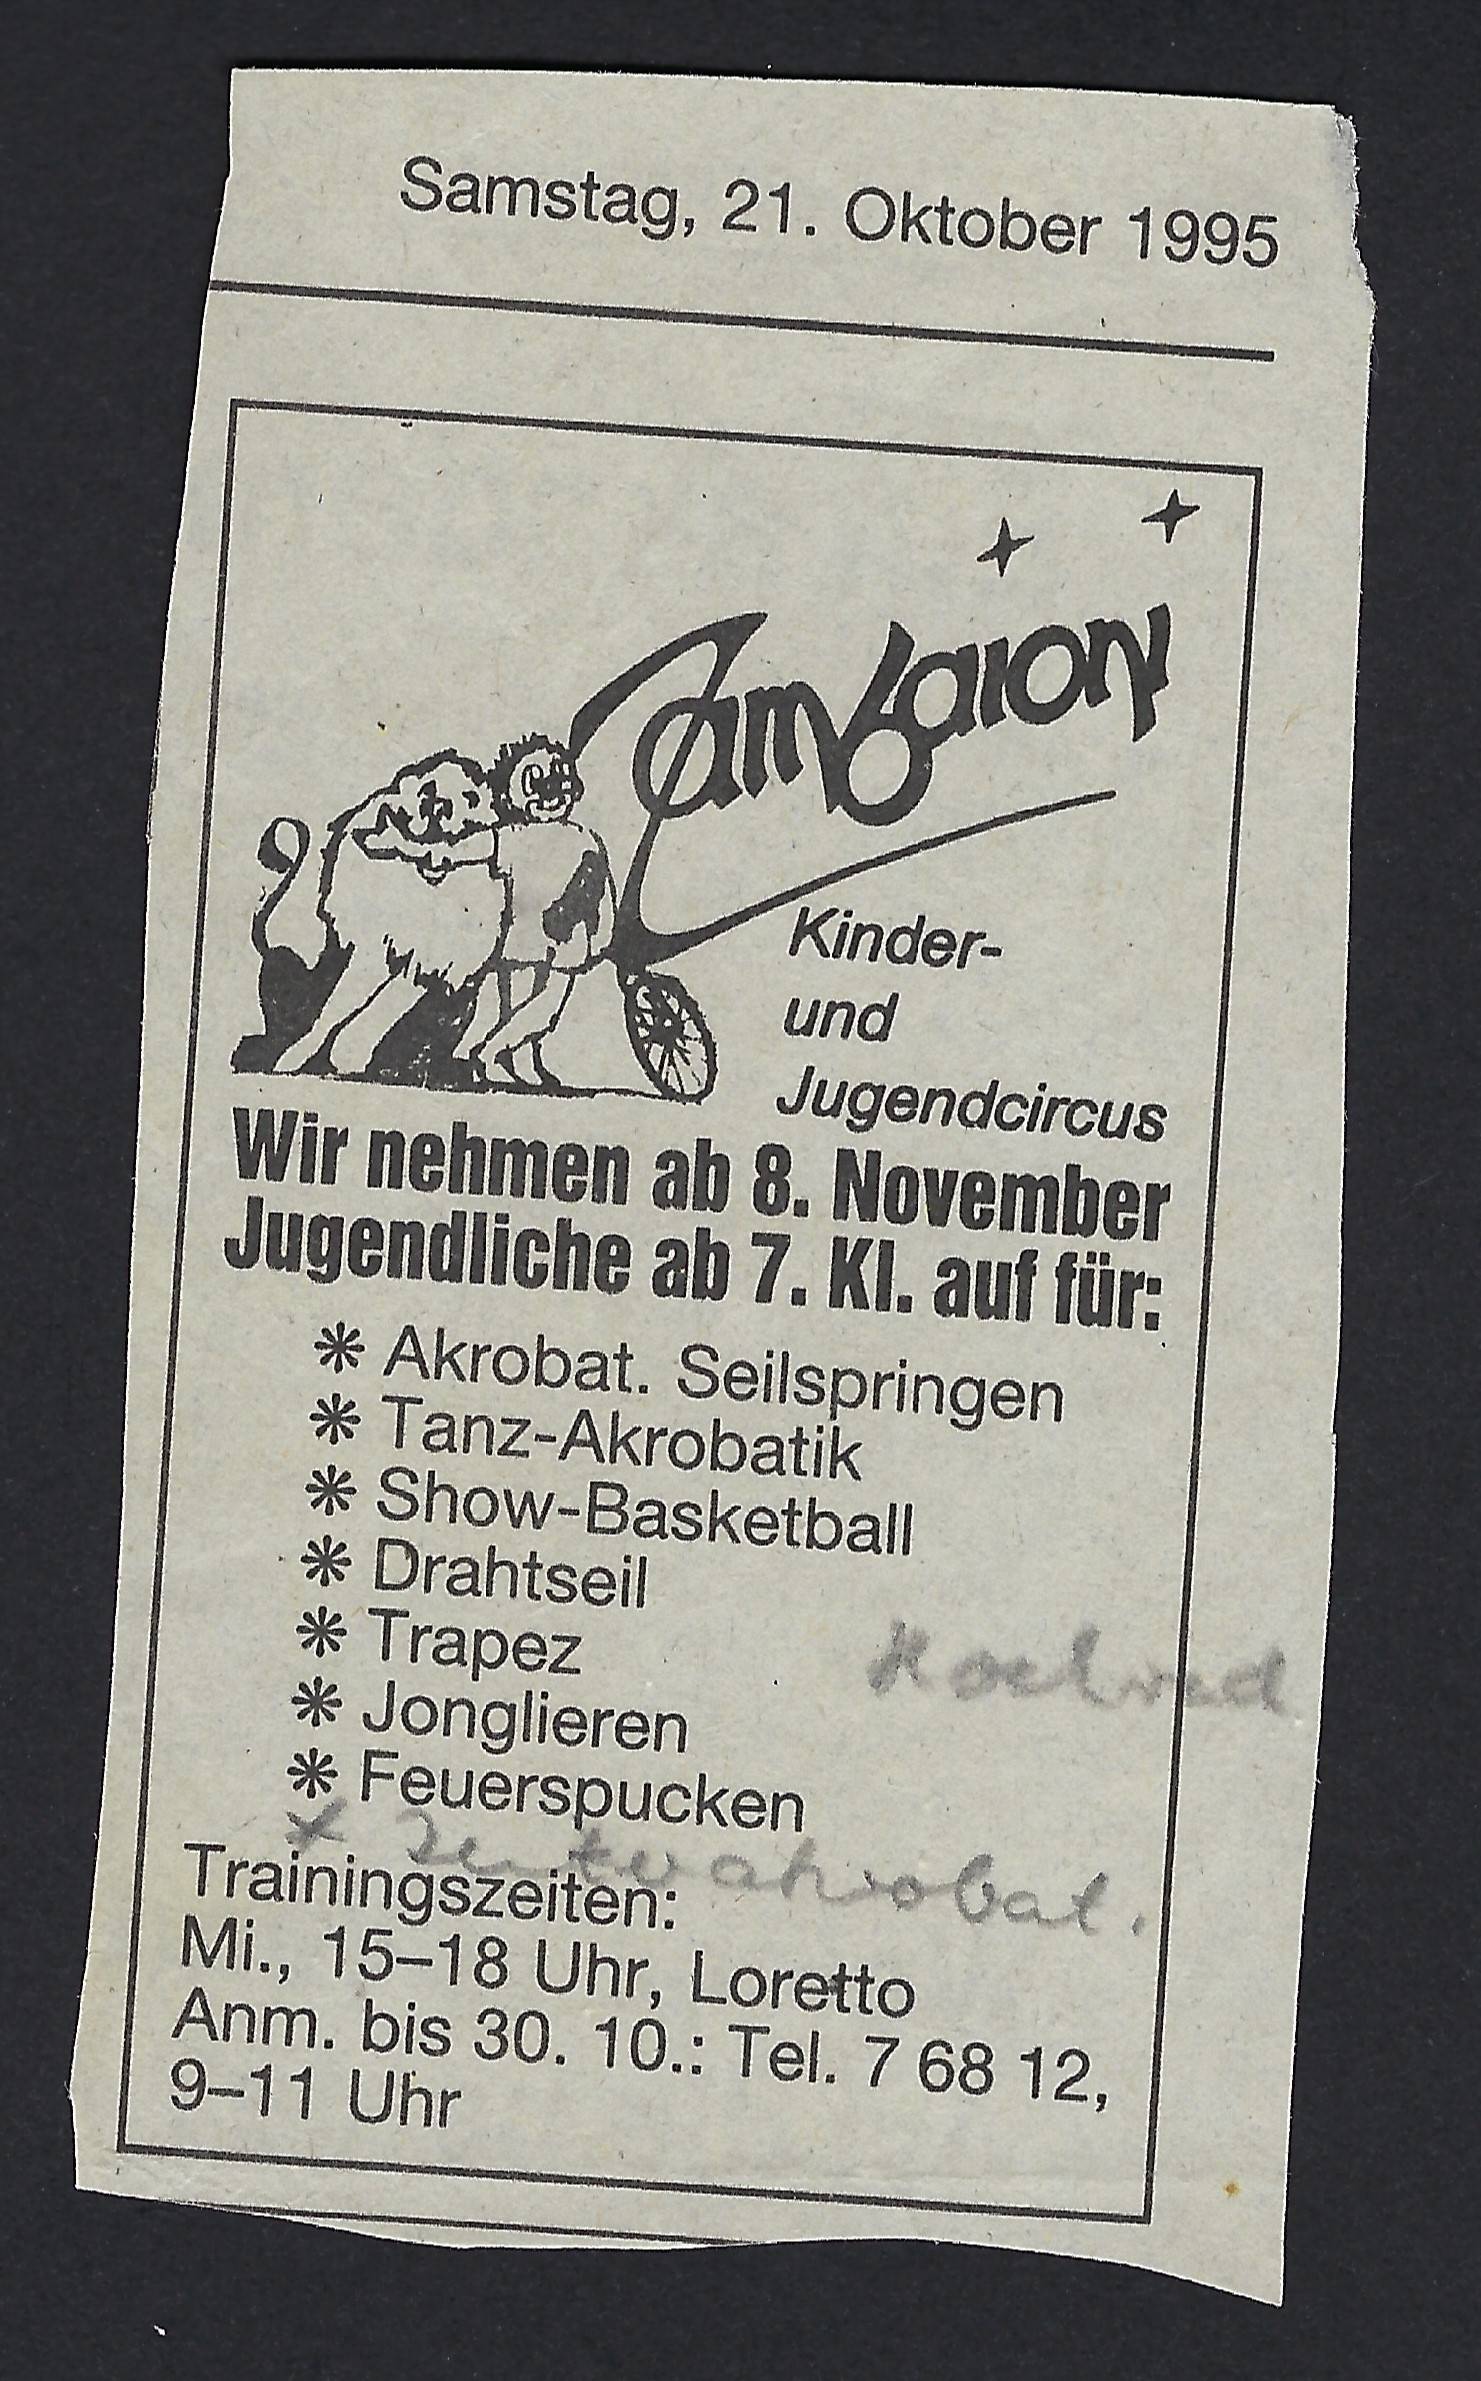 Samstag, 21. Oktober 1995
Cambaioni
Kinder-
und
Jugendcircus
Wir nehmen ab 8. November
Jugendliche ab 7. Kl. auf für:
* Akrobat. Seilspringen
* Tanz-Akrobatik
* Show-Basketball
* Drahtseil
* Trapez
Hochrad
* Jonglieren
* Feuerspucken
Trainingszeiten:
Mi., 15–18 Uhr, Loretto
Anm. bis 30. 10.: Tel. 7 68 12,
9–11 Uhr